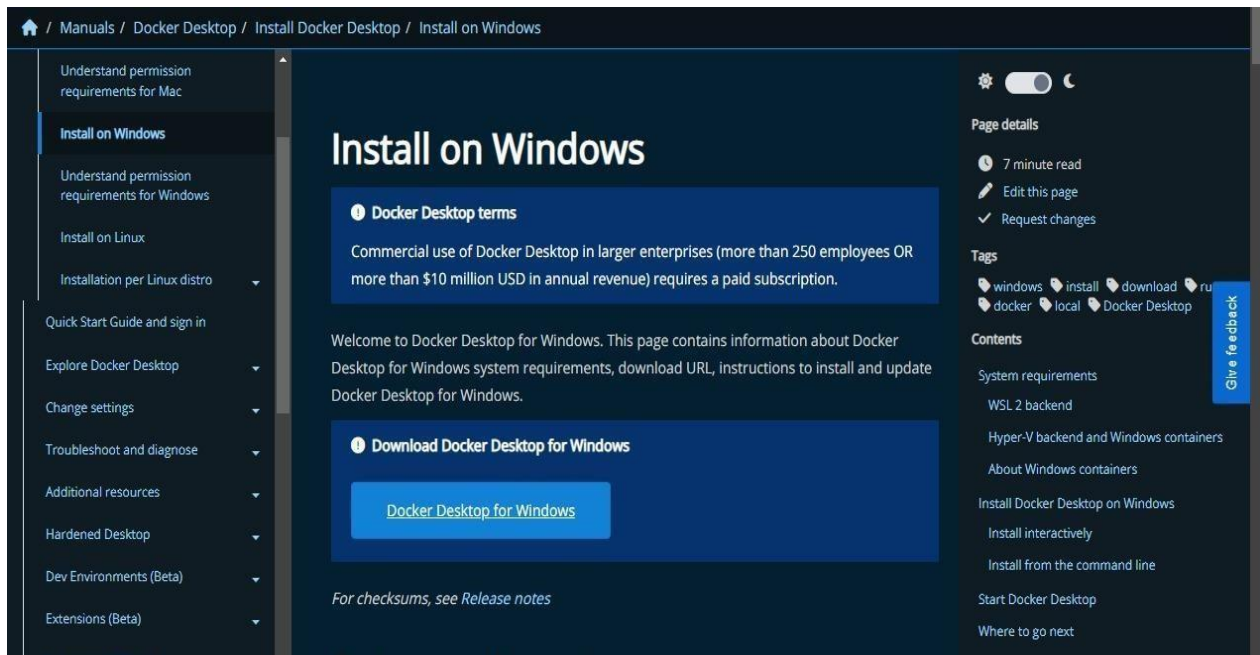 / Manuals / Docker Desktop / Install Docker Desktop / Install on Windows
Understand permission
requirements for Mac
Install on Windows
Understand permission
requirements for Windows
Install on Linux
Installation per Linux distro
Quick Start Guide and sign in
Explore Docker Desktop
Change settings
Troubleshoot and diagnose
Additional resources
Hardened Desktop
Dev Environments (Beta)
Extensions (Beta)
Install on Windows
Docker Desktop terms
Commercial use of Docker Desktop in larger enterprises (more than 250 employees OR
more than $10 million USD in annual revenue) requires a paid subscription.
Welcome to Docker Desktop for Windows. This page contains information about Docker
Desktop for Windows system requirements, download URL, instructions to install and update
Docker Desktop for Windows.
Download Docker Desktop for Windows
Docker Desktop for Windows
For checksums, see Release notes
Page details
7 minute read
Edit this page
Request changes
Tags
windows install download
docker local Docker Desktop
Contents
System requirements
WSL 2 backend
Hyper-V backend and Windows containers
About Windows containers
Install Docker Desktop on Windows
Install interactively
Install from the command line
Start Docker Desktop
Where to go next
Give feedback